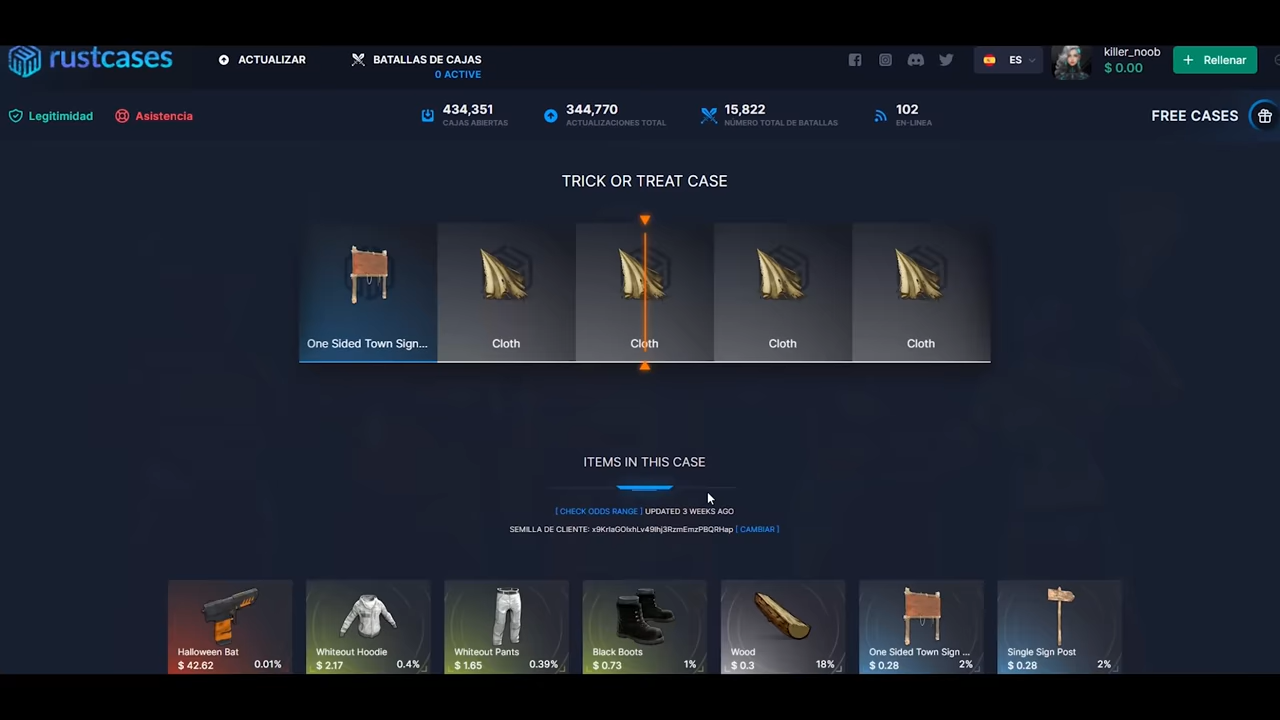 rustcases
ACTUALIZAR
BATALLAS DE CAJAS
0 ACTIVE
ES
killer_noob
$ 0.00
Rellenar
Legitimidad
Asistencia
434,351
CAJAS ABIERTAS
344,770
ACTUALIZACIONES TOTAL
15,822
NÚMERO TOTAL DE BATALLAS
102
EN-LINEA
FREE CASES
TRICK OR TREAT CASE
One Sided Town Sign...
Cloth
Cloth
Cloth
Cloth
ITEMS IN THIS CASE
[ CHECK ODDS RANGE ] UPDATED 3 WEEKS AGO
SEMILLA DE CLIENTE: [ CAMBIAR ]
Halloween Bat
$ 42.62 0.01%
Whiteout Hoodie
$ 2.17 0.4%
Whiteout Pants
$ 1.65 0.39%
Black Boots
$ 0.73 1%
Wood
$ 0.3 18%
One Sided Town Sign ...
$ 0.28 2%
Single Sign Post
$ 0.28 2%